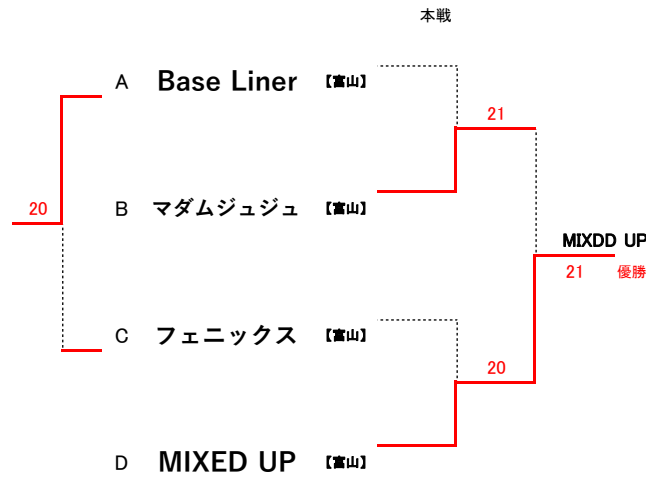 本戦
A Base Liner 【富山】
21
20 B マダムジュジュ 【富山】
MIXDD UP
21 優勝
C フェニックス 【富山】
20
D MIXED UP 【富山】